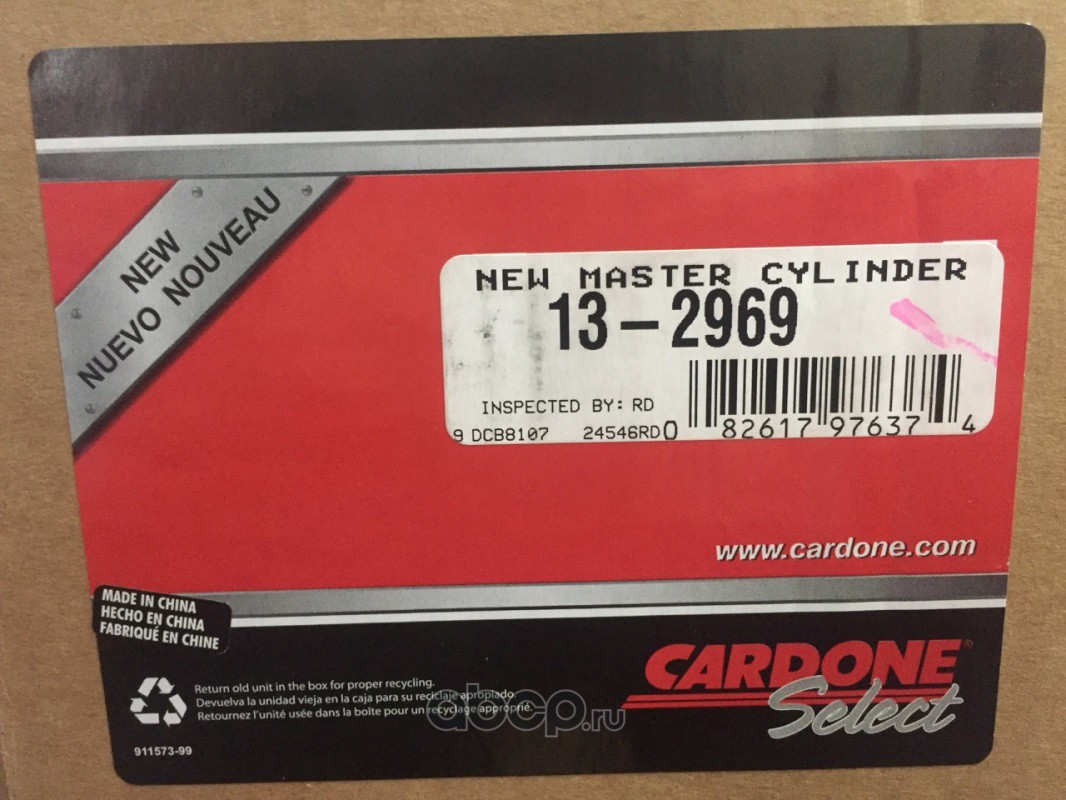 NEW
NUEVO NOUVEAU
NEW MASTER CYLINDER
13-2969
INSPECTED BY: RD
9 DCB8107 24546RD 0 82617 97637 4
www.cardone.com
MADE IN CHINA
HECHO EN CHINA
FABRIQUÉ EN CHINE
CARDONE®
Select
Return old unit in the box for proper recycling.
Devuelva la unidad vieja en la caja para su reciclaje apropiado.
Retournez l'unité usée dans la boîte pour un recyclage approprié.
docp.ru
911573-99